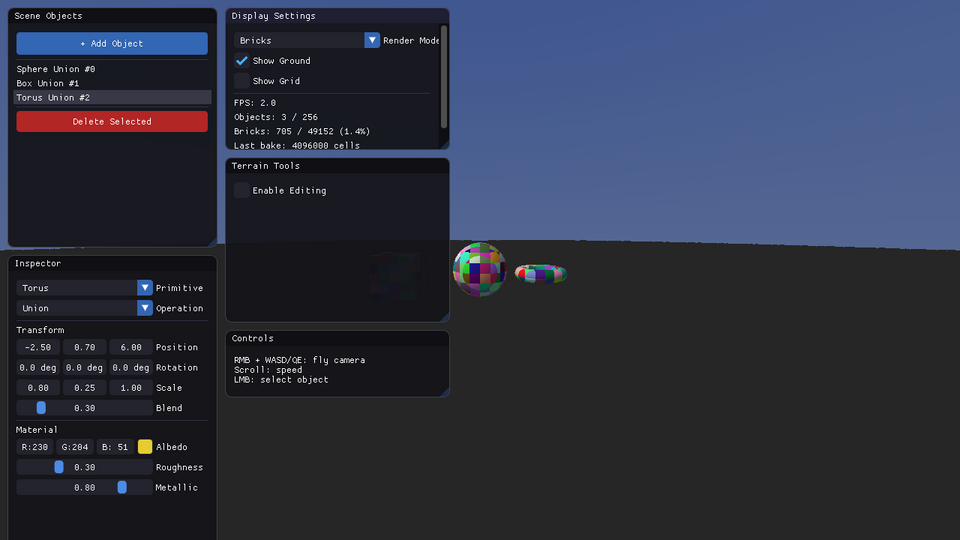 Scene Objects
+ Add Object
Sphere Union #0
Box Union #1
Torus Union #2
Delete Selected
Inspector
Torus Primitive
Union Operation
Transform
-2.50 0.70 6.00 Position
0.0 deg 0.0 deg 0.0 deg Rotation
0.80 0.25 1.00 Scale
0.30 Blend
Material
R:230 G:204 B: 51 Albedo
0.30 Roughness
0.80 Metallic
Display Settings
Bricks Render Mode
Show Ground
Show Grid
FPS: 2.0
Objects: 3 / 256
Bricks: 705 / 49152 (1.4%)
Last bake: 4096000 cells
Terrain Tools
Enable Editing
Controls
RMB + WASD/QE: fly camera
Scroll: speed
LMB: select object